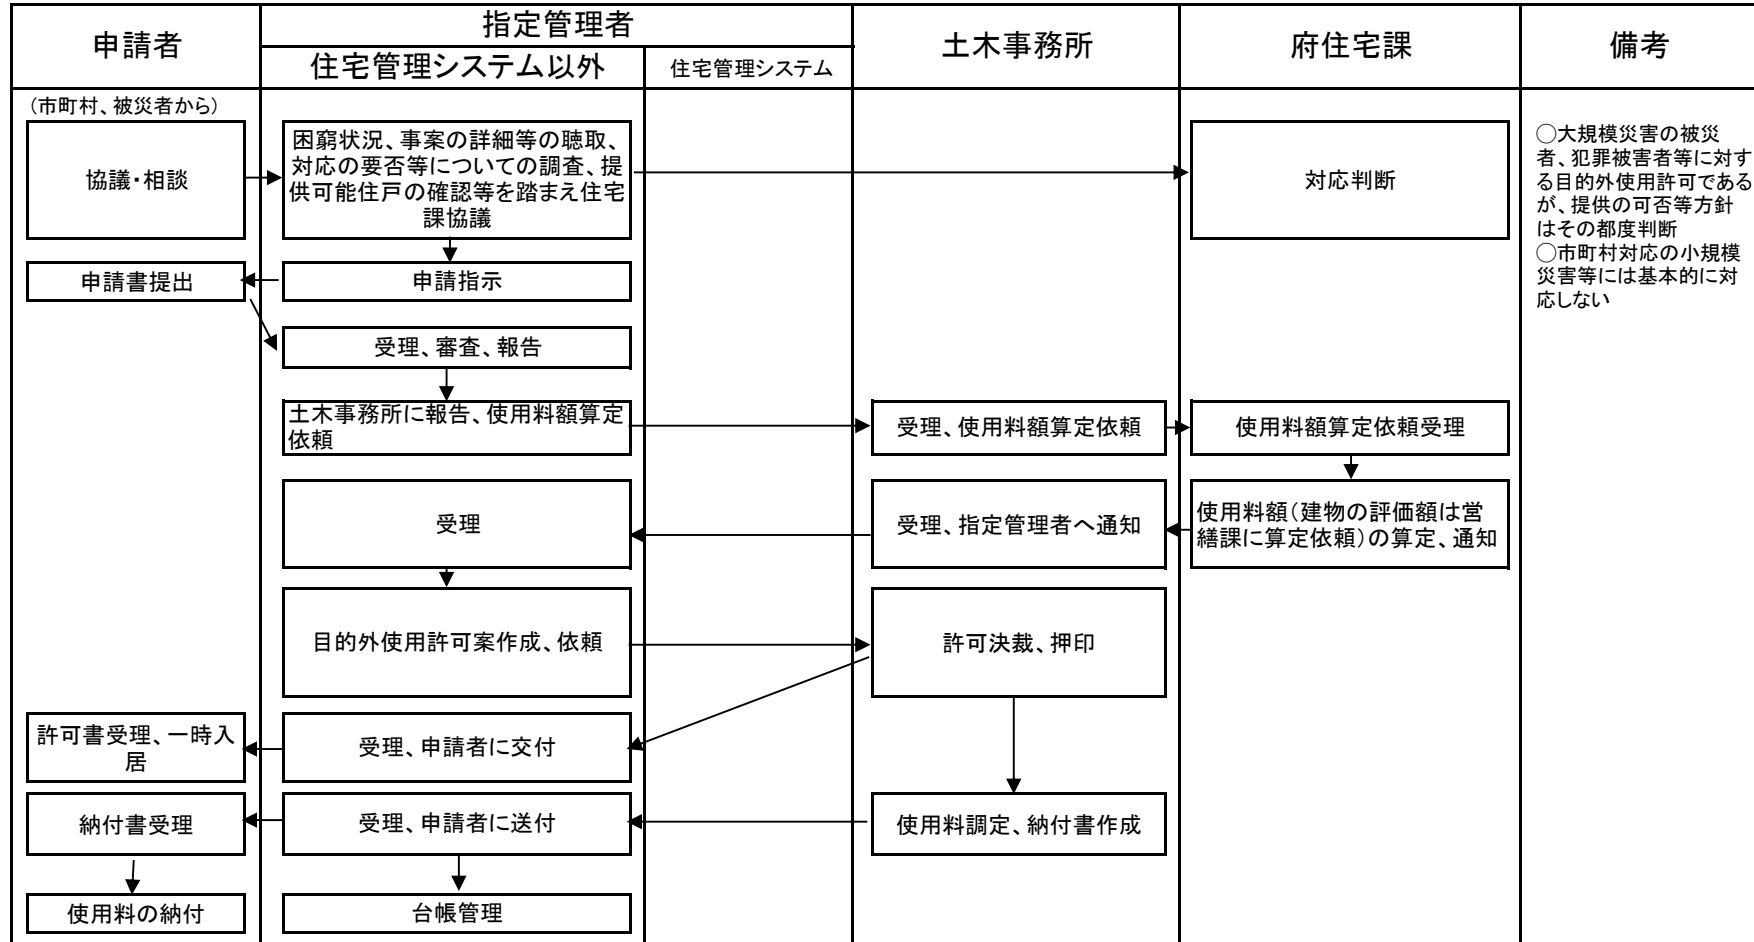 申請者
指定管理者
土木事務所
府住宅課
備考
住宅管理システム以外
住宅管理システム
(市町村、被災者から)
協議・相談
困窮状況、事案の詳細等の聴取、
対応の要否等についての調査、提
供可能住戸の確認等を踏まえ住宅
課協議
対応判断
○大規模災害の被災
者、犯罪被害者等に対す
る目的外使用許可である
が、提供の可否等方針
はその都度判断
○市町村対応の小規模
災害等には基本的に対
応しない
申請書提出
申請指示
受理、審査、報告
土木事務所に報告、使用料額算定
依頼
受理、使用料額算定依頼
使用料額算定依頼受理
受理
受理、指定管理者へ通知
使用料額(建物の評価額は営
繕課に算定依頼)の算定、通知
目的外使用許可案作成、依頼
許可決裁、押印
許可書受理、一時入
居
受理、申請者に交付
納付書受理
受理、申請者に送付
使用料調定、納付書作成
使用料の納付
台帳管理